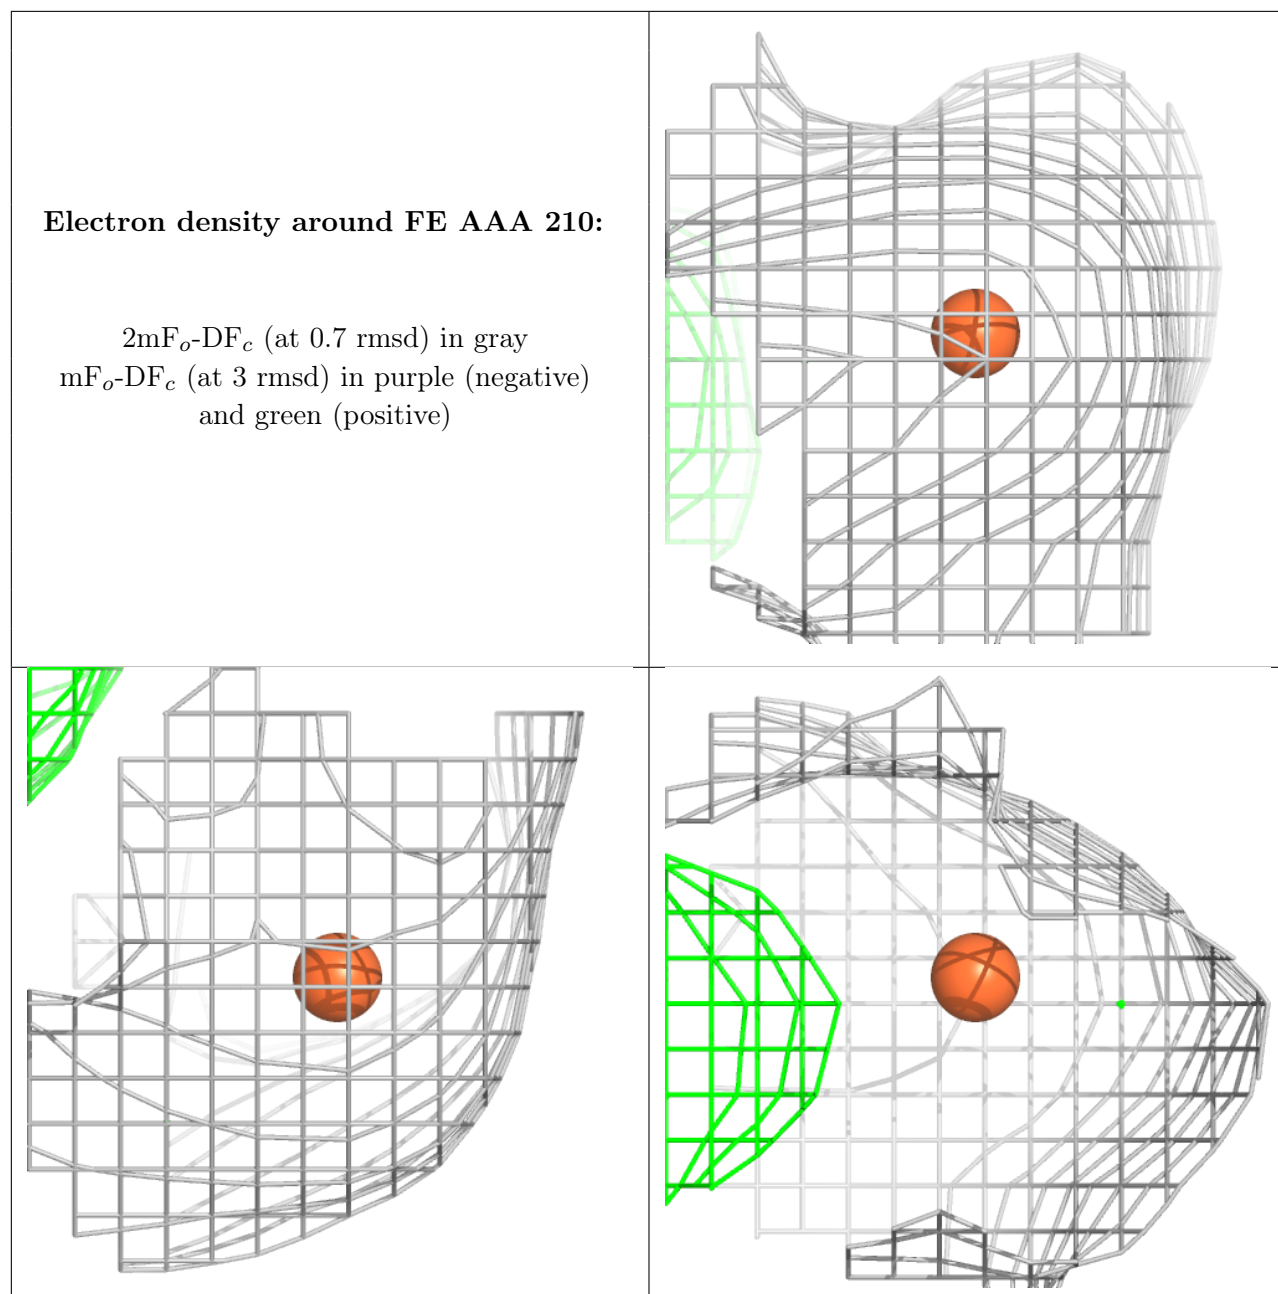 Electron density around FE AAA 210:
2mFₒ-DF𝒸 (at 0.7 rmsd) in gray
mFₒ-DF𝒸 (at 3 rmsd) in purple (negative)
and green (positive)